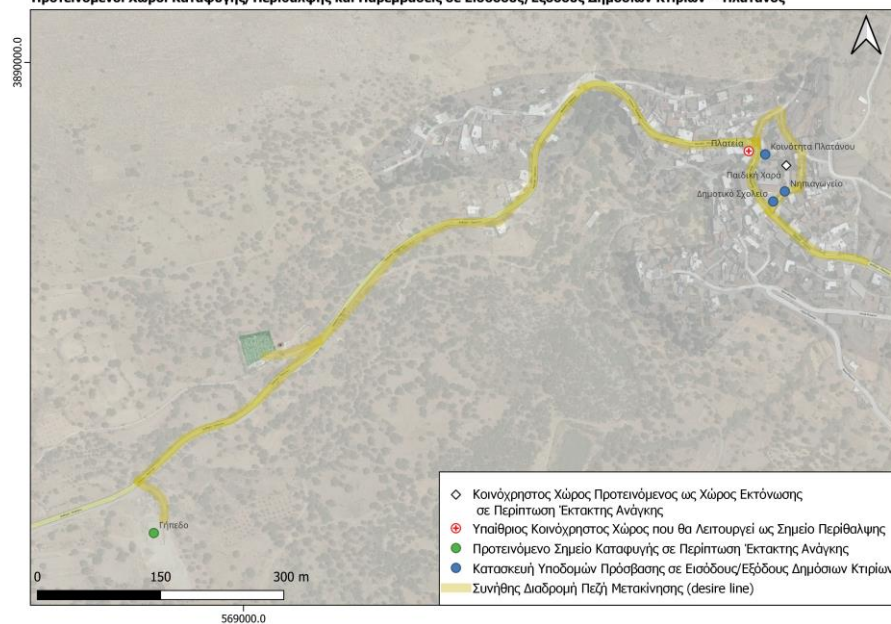 Προτεινόμενοι Χώροι Καταφυγής/Περίθαλψης και Παρεμβάσεις σε Εισόδους/Εξόδους Δημοσίων Κτιρίων - Πλάτανος
3890000.0
Πλατεία
Κοινότητα Πλατάνου
Παιδική Χαρά
Νηπιαγωγείο
Δημοτικό Σχολείο
Γήπεδο
◇ Κοινόχρηστος Χώρος Προτεινόμενος ως Χώρος Εκτόνωσης
σε Περίπτωση Έκτακτης Ανάγκης
Υπαίθριος Κοινόχρηστος Χώρος που θα Λειτουργεί ως Σημείο Περίθαλψης
Προτεινόμενο Σημείο Καταφυγής σε Περίπτωση Έκτακτης Ανάγκης
Κατασκευή Υποδομών Πρόσβασης σε Εισόδους/Εξόδους Δημόσιων Κτιρίων
Συνήθης Διαδρομή Πεζή Μετακίνησης (desire line)
0 150 300 m
569000.0